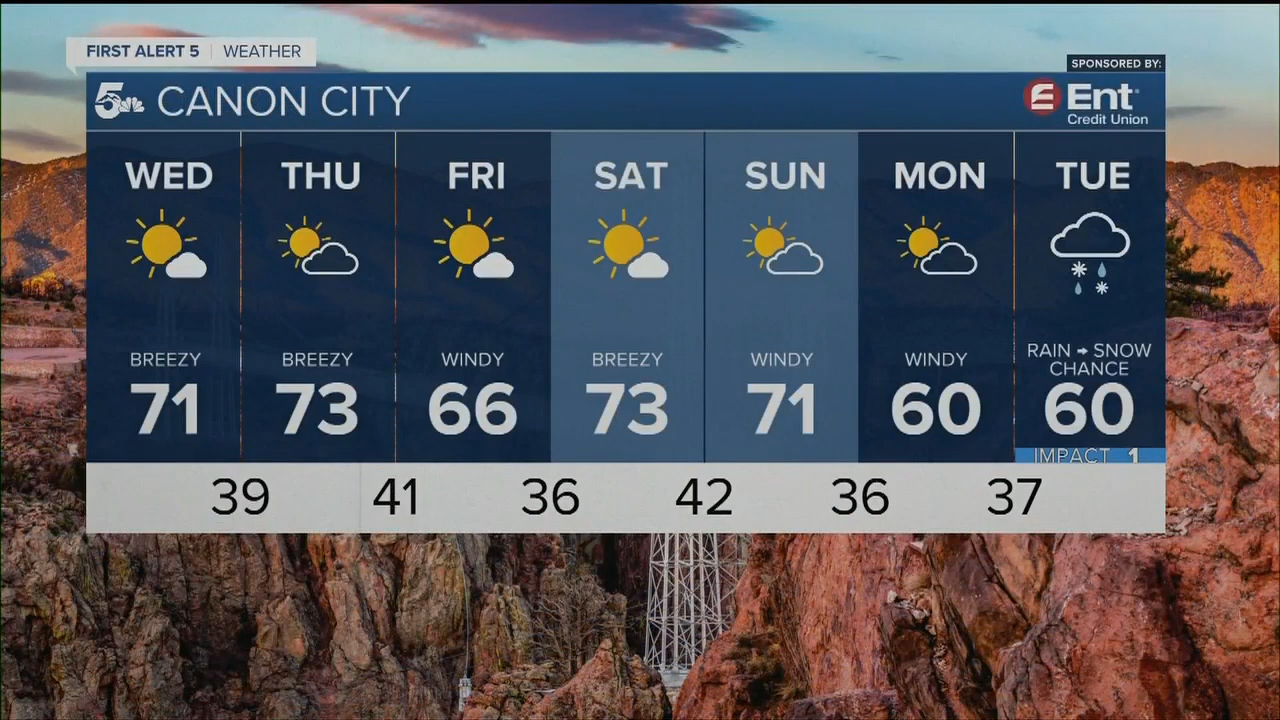 FIRST ALERT 5 | WEATHER
SPONSORED BY:
5 CANON CITY
Ent
Credit Union
WED THU FRI SAT SUN MON TUE
BREEZY BREEZY WINDY BREEZY WINDY WINDY RAIN ➞ SNOW
CHANCE
71 73 66 73 71 60 60
IMPACT 1
39 41 36 42 36 37